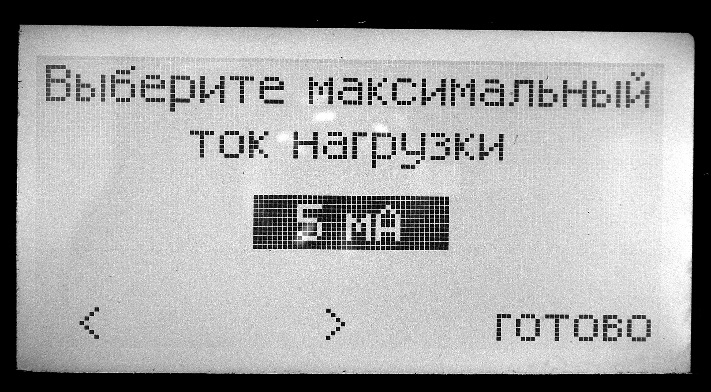 Выберите максимальный
ток нагрузки
5 мА
< > готово